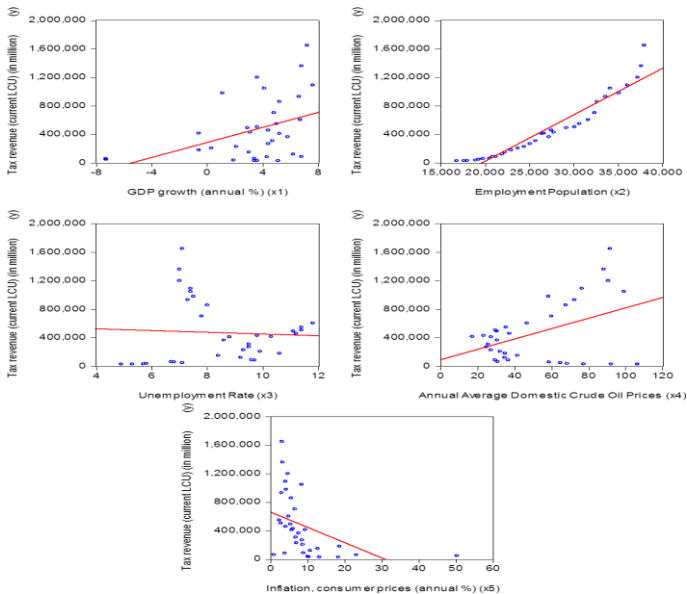 (y)
Tax revenue (current LCU) (in million)
2,000,000
1,600,000
1,200,000
800,000
400,000
0
-8 -4 0 4 8
GDP growth (annual %) (x1)
(y)
Tax revenue (current LCU) (in million)
2,000,000
1,600,000
1,200,000
800,000
400,000
0
15,000 20,000 25,000 30,000 35,000 40,000
Employment Population (x2)
(y)
Tax revenue (current LCU) (in million)
2,000,000
1,600,000
1,200,000
800,000
400,000
0
4 6 8 10 12
Unemployment Rate (x3)
(y)
Tax revenue (current LCU) (in million)
2,000,000
1,600,000
1,200,000
800,000
400,000
0
0 20 40 60 80 100 120
Annual Average Domestic Crude Oil Prices (x4)
(y)
Tax revenue (current LCU) (in million)
2,000,000
1,600,000
1,200,000
800,000
400,000
0
0 10 20 30 40 50 60
Inflation, consumer prices (annual %) (x5)